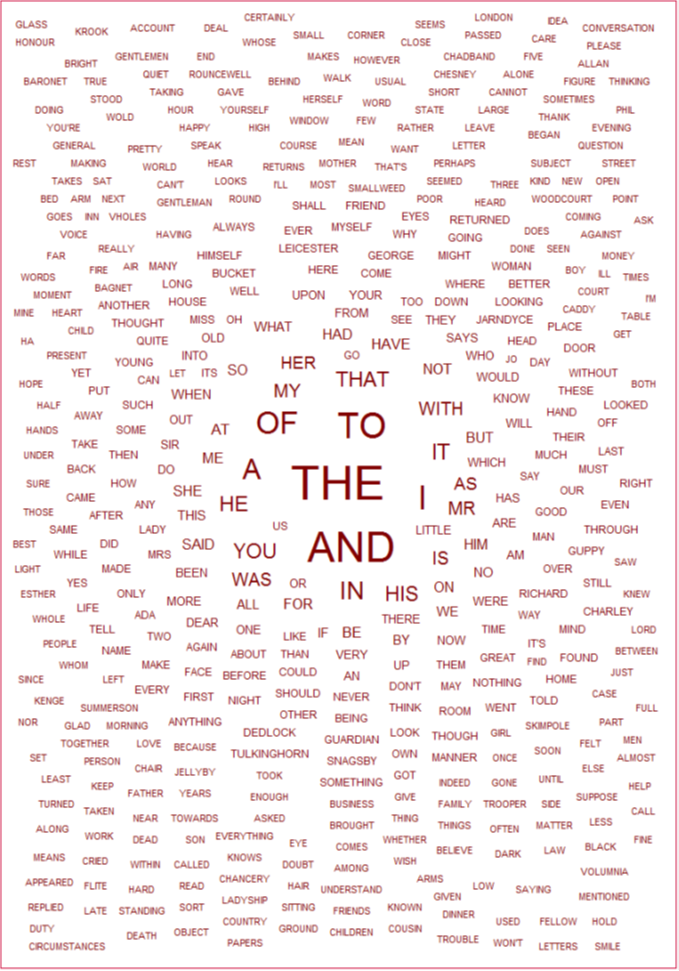 CERTAINLY LONDON
GLASS KROOK ACCOUNT DEAL SEEMS IDEA CONVERSATION
HONOUR WHOSE SMALL CORNER CLOSE PASSED CARE PLEASE
BRIGHT GENTLEMEN END MAKES HOWEVER CHADBAND FIVE ALLAN
BARONET TRUE QUIET ROUNCEWELL BEHIND WALK USUAL CHESNEY ALONE FIGURE THINKING
STOOD TAKING GAVE HERSELF WORD SHORT CANNOT SOMETIMES
DOING WOLD HOUR YOURSELF WINDOW FEW STATE LARGE THANK PHIL
YOU'RE HAPPY HIGH RATHER LEAVE BEGAN EVENING
GENERAL PRETTY SPEAK COURSE MEAN WANT LETTER QUESTION
REST MAKING WORLD HEAR RETURNS MOTHER THAT'S PERHAPS SUBJECT STREET
TAKES SAT CAN'T LOOKS I'LL MOST SMALLWEED SEEMED THREE KIND NEW OPEN
BED ARM NEXT GENTLEMAN ROUND SHALL FRIEND POOR HEARD WOODCOURT POINT
GOES INN VHOLES EYES RETURNED COMING ASK
VOICE HAVING ALWAYS EVER MYSELF WHY GOING DOES AGAINST
FAR REALLY HIMSELF LEICESTER GEORGE MIGHT DONE SEEN MONEY
WORDS FIRE AIR MANY BUCKET HERE COME WOMAN BOY ILL TIMES
MOMENT BAGNET LONG WELL UPON YOUR WHERE BETTER COURT I'M
MINE HEART ANOTHER HOUSE FROM TOO DOWN LOOKING CADDY TABLE
CHILD THOUGHT MISS OH WHAT HAD SEE THEY JARNDYCE PLACE GET
HA QUITE OLD HAVE SAYS HEAD DOOR
PRESENT YOUNG INTO HER GO WHO JO DAY
HOPE YET CAN LET ITS SO THAT NOT WOULD WITHOUT BOTH
PUT WHEN MY KNOW THESE
HALF AWAY SUCH OUT OF TO WITH WILL HAND LOOKED OFF
HANDS SOME AT BUT THEIR
UNDER TAKE THEN SIR ME IT WHICH MUCH LAST
BACK DO A SAY MUST
SURE HOW SHE THE AS OUR RIGHT
CAME ANY HE I MR HAS GOOD EVEN
THOSE AFTER THIS US ARE
SAME LADY LITTLE MAN THROUGH
BEST DID SAID YOU AND HIM GUPPY
WHILE MRS IS AM SAW
LIGHT MADE BEEN NO OVER
YES WAS OR IN ON STILL
ESTHER ONLY MORE ALL FOR HIS WERE RICHARD KNEW
LIFE ADA WE WAY CHARLEY
WHOLE TELL DEAR ONE LIKE IF BE THERE TIME MIND LORD
PEOPLE NAME TWO AGAIN BY NOW IT'S BETWEEN
WHOM MAKE ABOUT THAN VERY UP THEM GREAT FIND FOUND JUST
SINCE LEFT FACE BEFORE COULD AN DON'T MAY NOTHING HOME
KENGE EVERY FIRST NIGHT SHOULD NEVER TOLD CASE
SUMMERSON OTHER BEING THINK ROOM WENT FULL
NOR GLAD MORNING ANYTHING DEDLOCK LOOK THOUGH GIRL SKIMPOLE PART
TOGETHER LOVE BECAUSE GUARDIAN FELT MEN
SET PERSON TULKINGHORN SNAGSBY OWN MANNER ONCE SOON ALMOST
CHAIR JELLYBY TOOK GOT ELSE
LEAST KEEP SOMETHING INDEED GONE UNTIL HELP
FATHER YEARS ENOUGH GIVE SUPPOSE
TURNED TAKEN BUSINESS FAMILY TROOPER SIDE CALL
NEAR TOWARDS ASKED THING LESS
ALONG WORK BROUGHT THINGS OFTEN MATTER
DEAD SON EVERYTHING EYE COMES WHETHER BLACK FINE
MEANS CRIED KNOWS BELIEVE DARK LAW
WITHIN CALLED DOUBT AMONG WISH VOLUMNIA
APPEARED FLITE HARD READ CHANCERY HAIR UNDERSTAND ARMS LOW SAYING
LADYSHIP GIVEN MENTIONED
REPLIED LATE STANDING SORT SITTING FRIENDS KNOWN DINNER
DUTY COUNTRY USED FELLOW HOLD
DEATH OBJECT GROUND CHILDREN COUSIN
CIRCUMSTANCES PAPERS TROUBLE WON'T LETTERS SMILE